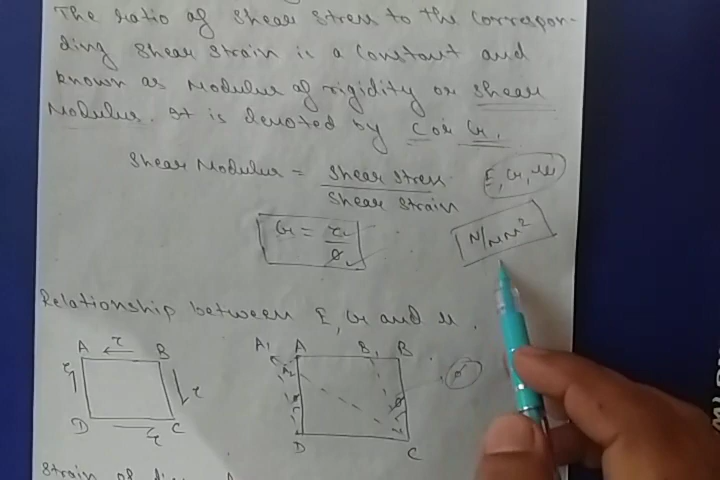 The ratio of shear stress to the correspon-
ding shear strain is a constant and
known as Modulus of rigidity or shear
Modulus. It is denoted by C or G.
Shear Modulus = Shear stress / Shear strain
E, G, μ
G = τ / φ
N/mm²
Relationship between E, G and μ.
A τ B
A₁ A B₁ B
τ τ
φ φ φ
D τ C
D C